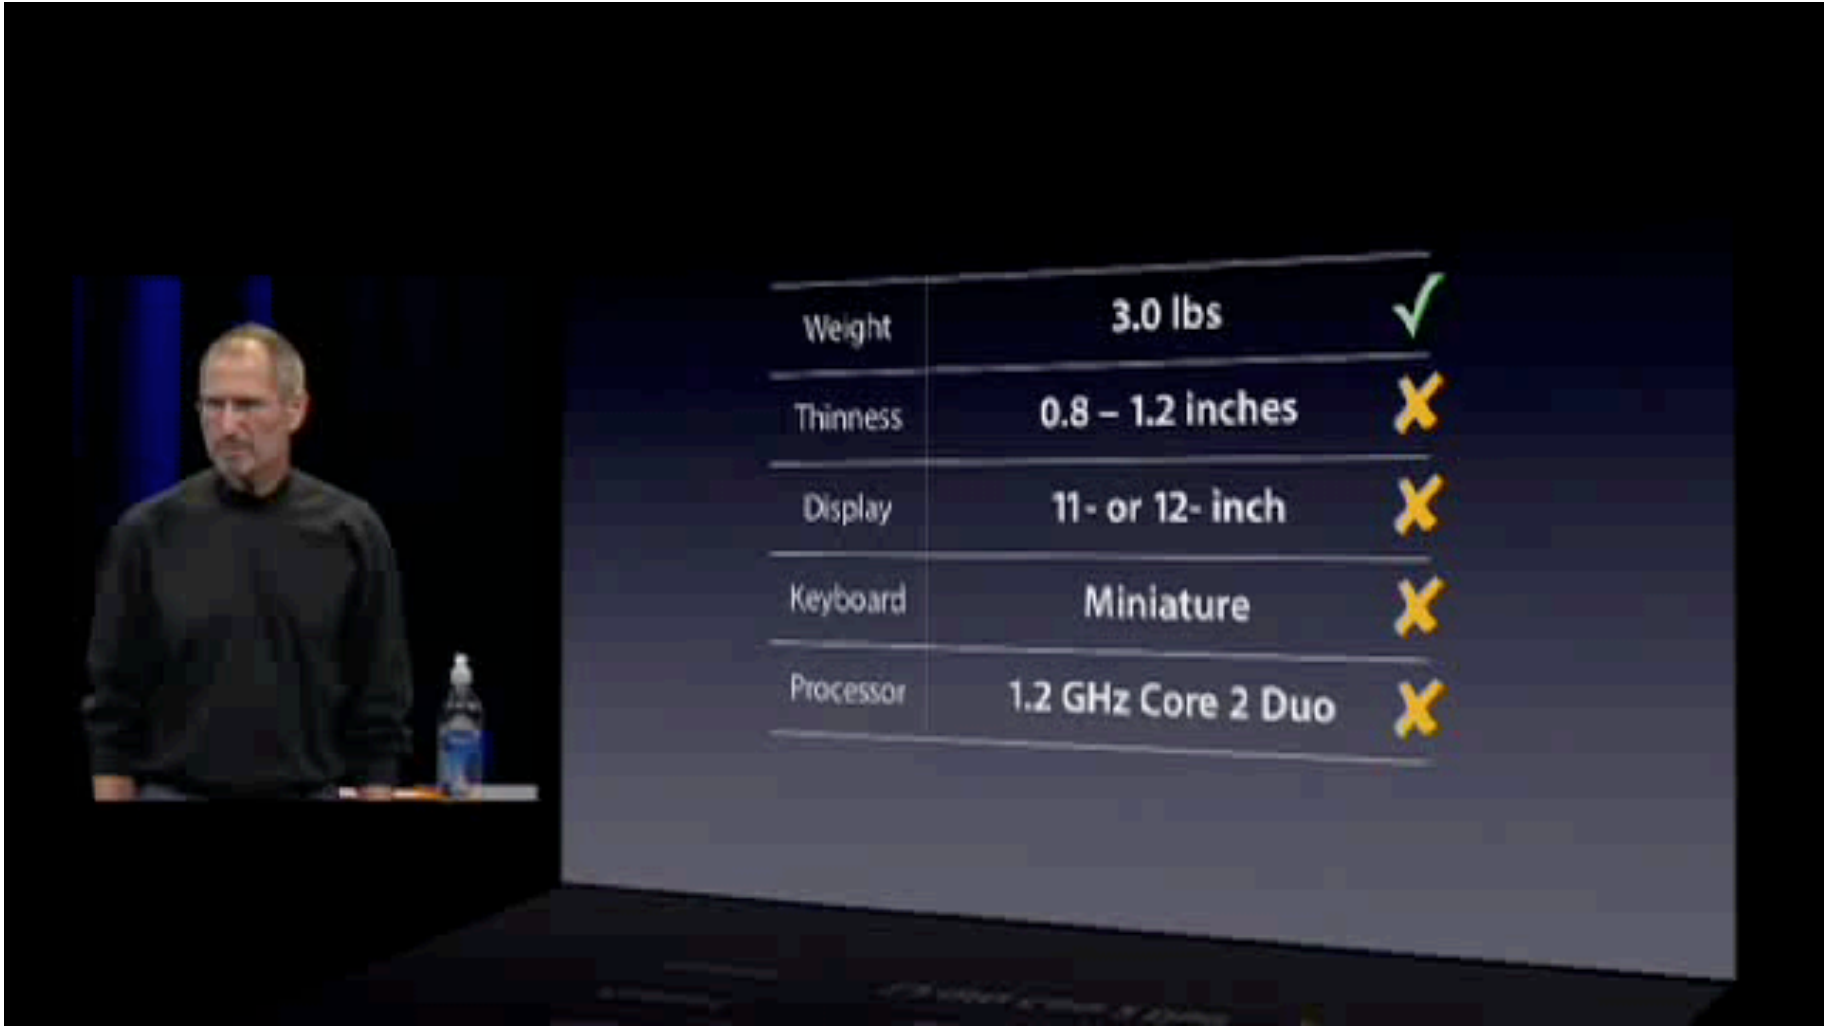 Weight 3.0 lbs ✓
Thinness 0.8 – 1.2 inches ✗
Display 11- or 12- inch ✗
Keyboard Miniature ✗
Processor 1.2 GHz Core 2 Duo ✗